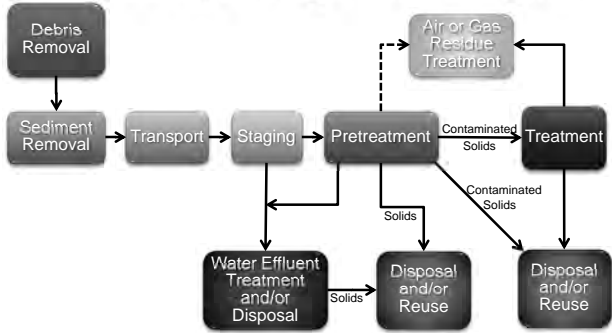 Debris
Removal
Air or Gas
Residue
Treatment
Sediment
Removal
Transport
Staging
Pretreatment
Contaminated
Solids
Treatment
Contaminated
Solids
Solids
Water Effluent
Treatment
and/or
Disposal
Solids
Disposal
and/or
Reuse
Disposal
and/or
Reuse